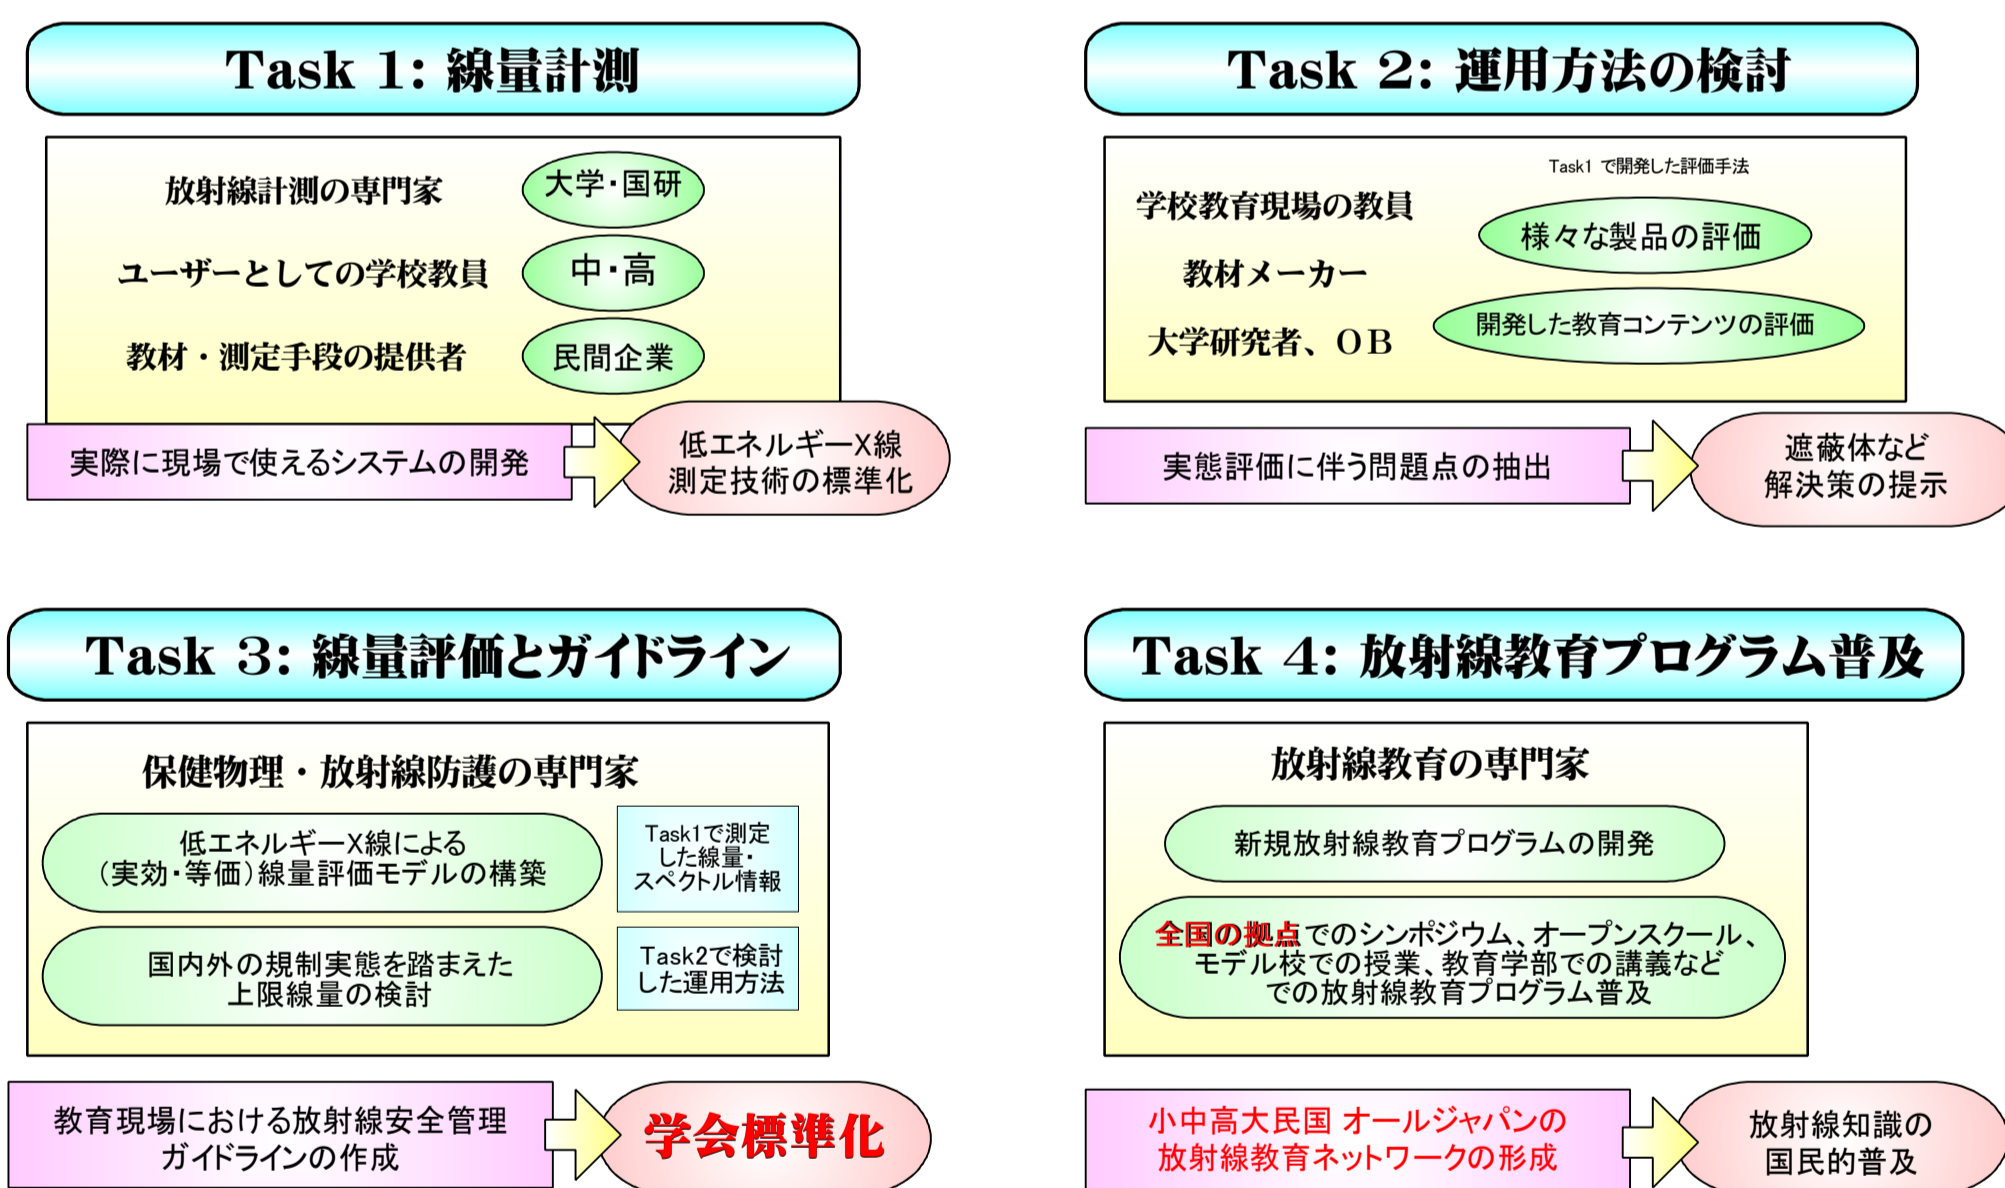 Task 1: 線量計測
放射線計測の専門家
大学・国研
ユーザーとしての学校教員
中・高
教材・測定手段の提供者
民間企業
実際に現場で使えるシステムの開発
低エネルギーX線
測定技術の標準化
Task 2: 運用方法の検討
Task1 で開発した評価手法
学校教育現場の教員
様々な製品の評価
教材メーカー
開発した教育コンテンツの評価
大学研究者、OB
実態評価に伴う問題点の抽出
遮蔽体など
解決策の提示
Task 3: 線量評価とガイドライン
保健物理・放射線防護の専門家
低エネルギーX線による
(実効・等価)線量評価モデルの構築
Task1で測定
した線量・
スペクトル情報
国内外の規制実態を踏まえた
上限線量の検討
Task2で検討
した運用方法
教育現場における放射線安全管理
ガイドラインの作成
学会標準化
Task 4: 放射線教育プログラム普及
放射線教育の専門家
新規放射線教育プログラムの開発
全国の拠点でのシンポジウム、オープンスクール、
モデル校での授業、教育学部での講義など
での放射線教育プログラム普及
小中高大民国 オールジャパンの
放射線教育ネットワークの形成
放射線知識の
国民的普及